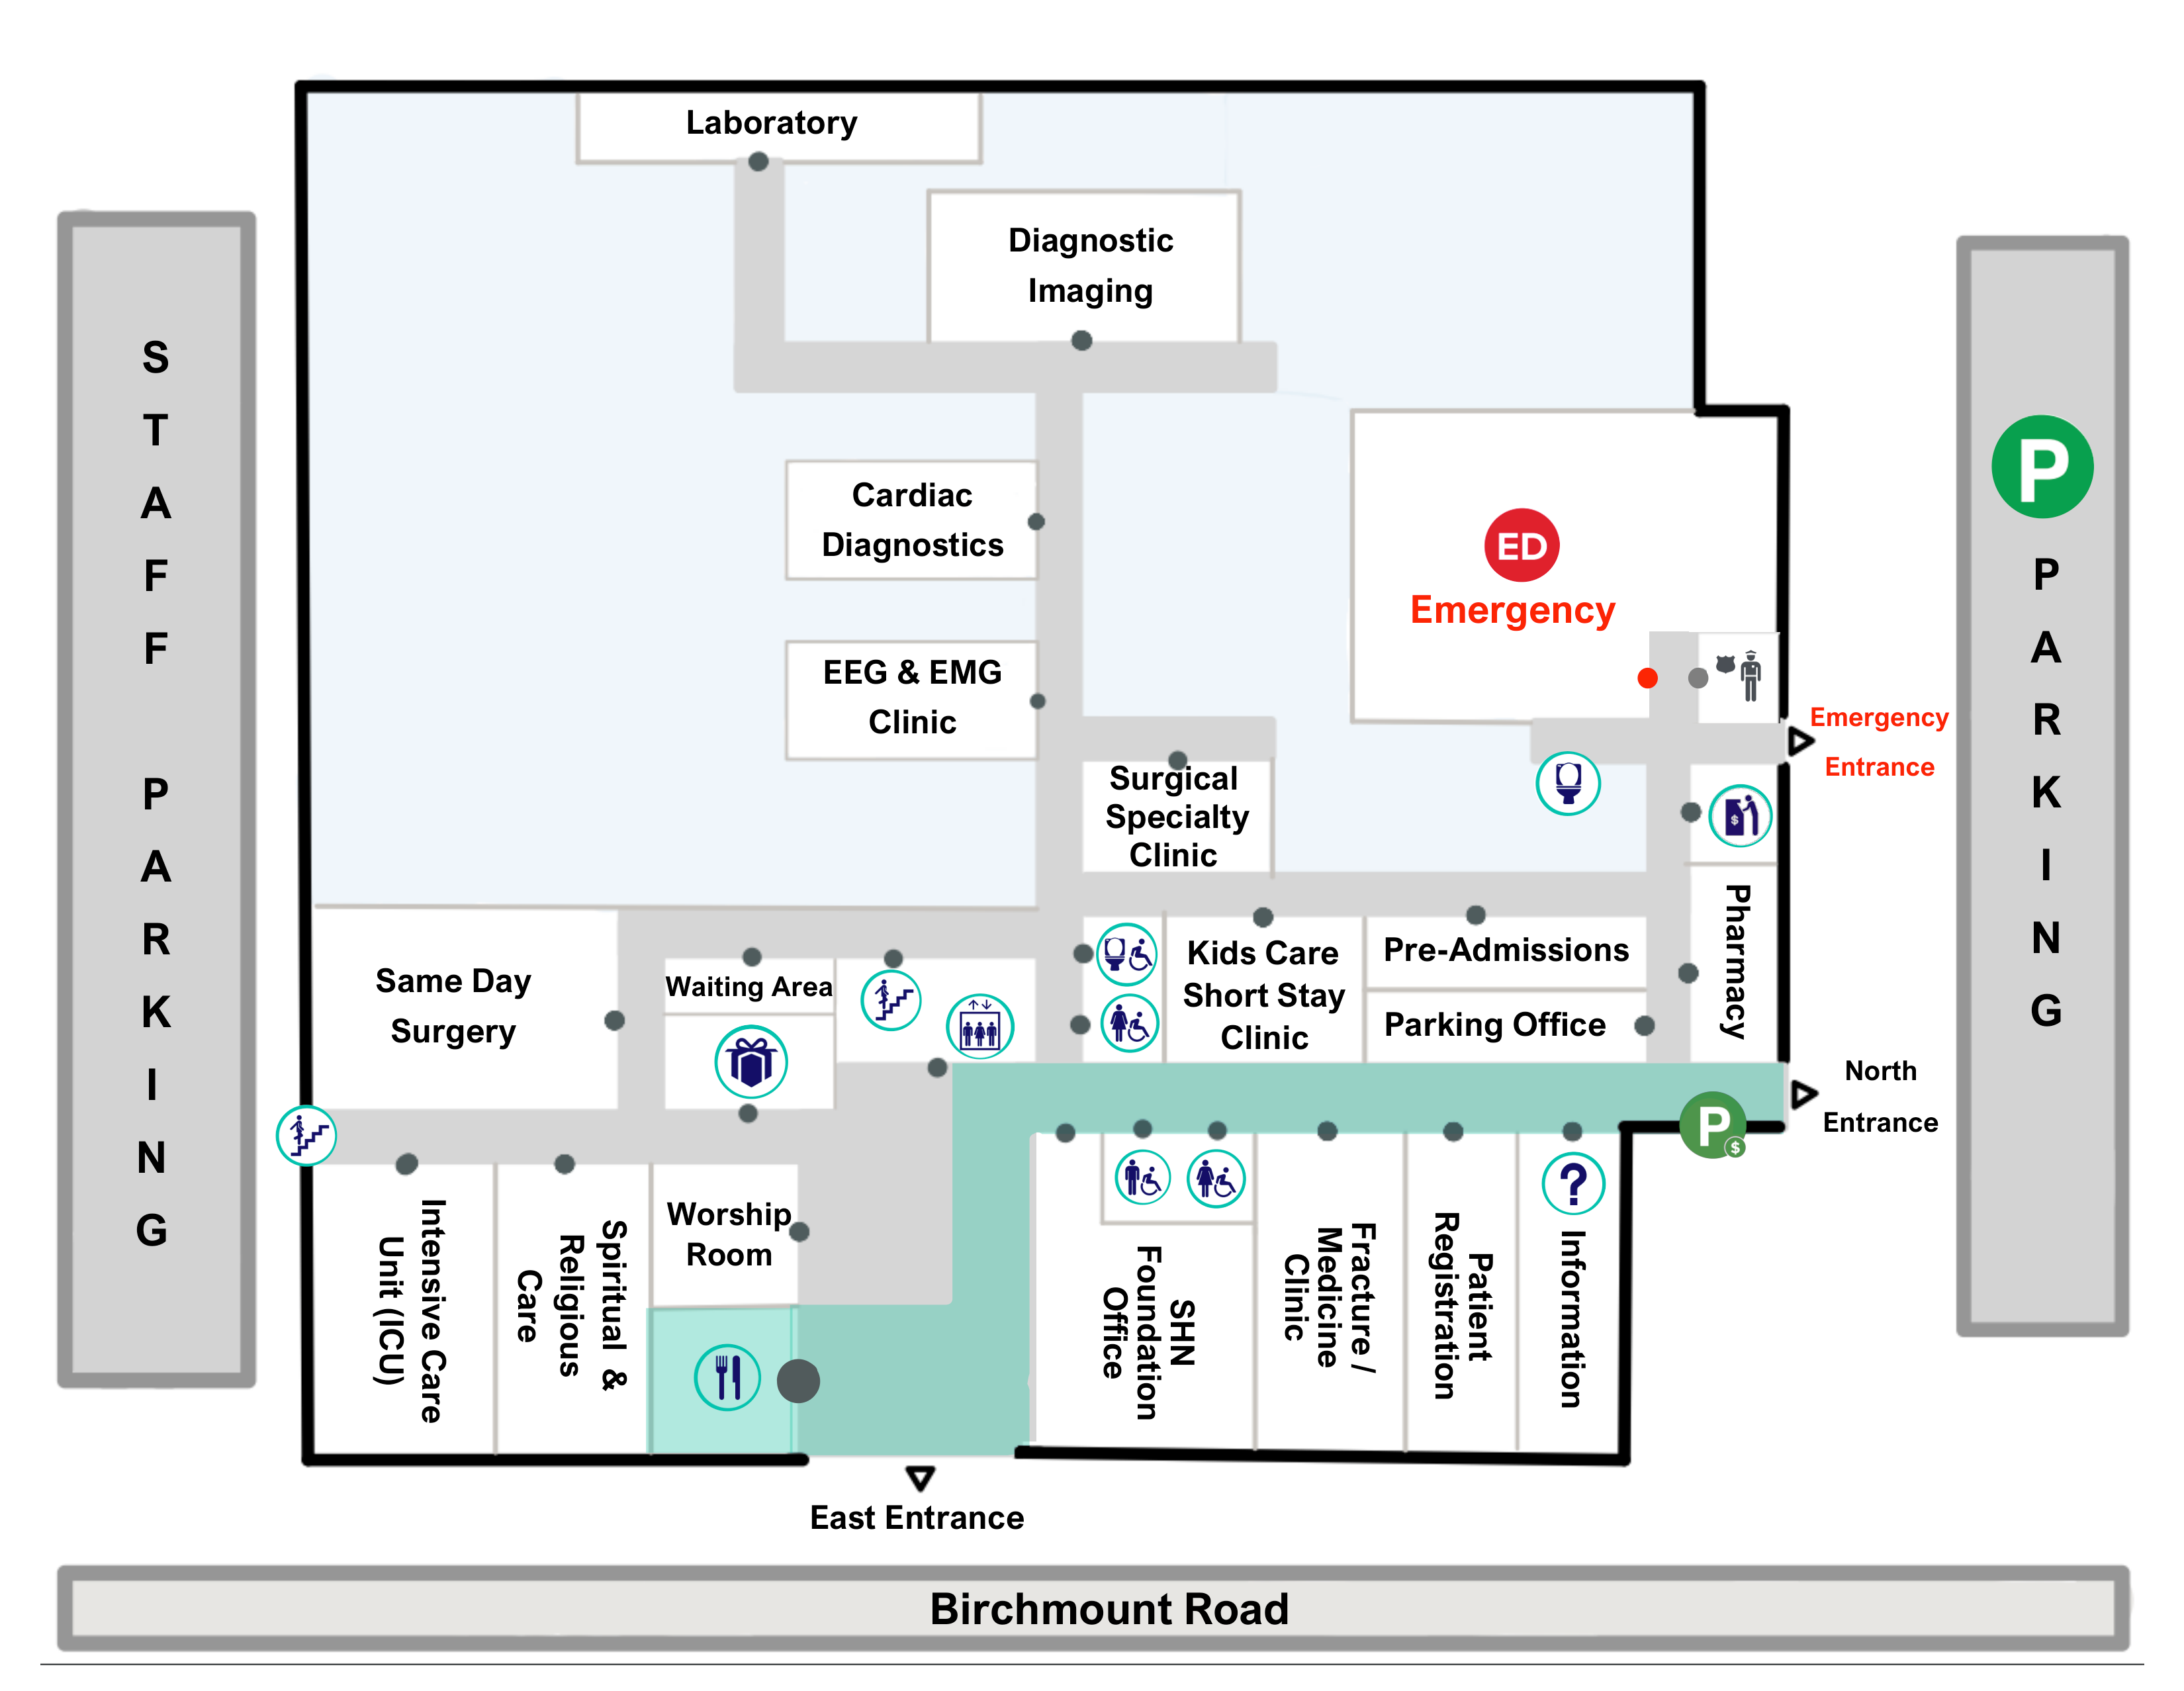 Laboratory
Diagnostic
Imaging
STAFF PARKING
P
PARKING
Cardiac
Diagnostics
ED
Emergency
EEG & EMG
Clinic
Emergency
Entrance
Surgical
Specialty
Clinic
$
Pharmacy
Same Day
Surgery
Waiting Area
Kids Care
Short Stay
Clinic
Pre-Admissions
Parking Office
North
Entrance
P
$
Intensive Care
Unit (ICU)
Spiritual &
Religious
Care
Worship
Room
SHN
Foundation
Office
Fracture /
Medicine
Clinic
Patient
Registration
?
Information
East Entrance
Birchmount Road